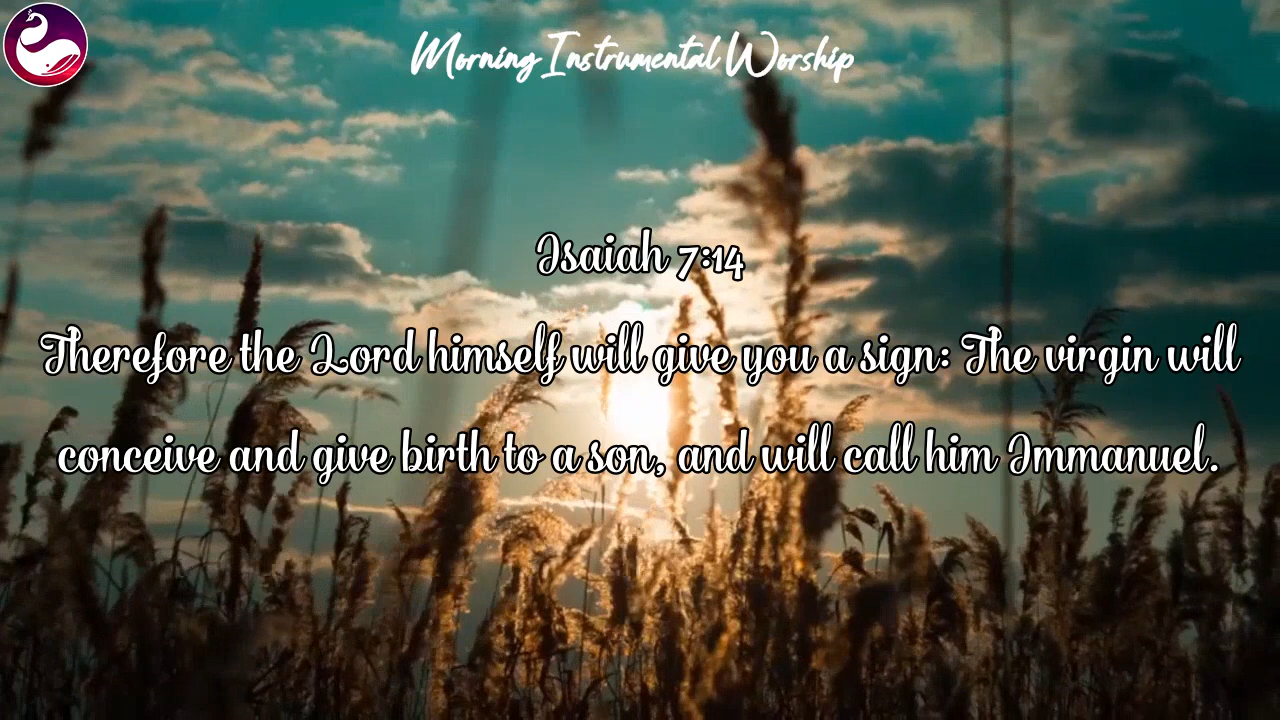 Morning Instrumental Worship
Isaiah 7:14
Therefore the Lord himself will give you a sign: The virgin will
conceive and give birth to a son, and will call him Immanuel.